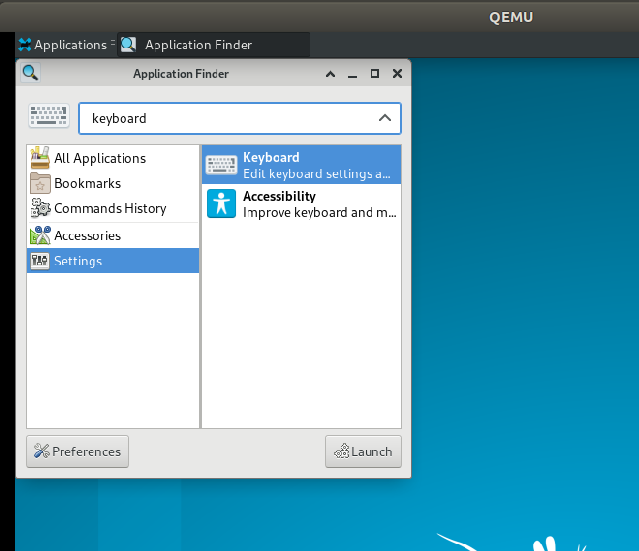 QEMU
Applications
Application Finder
Application Finder
keyboard
All Applications
Bookmarks
Commands History
Accessories
Settings
Keyboard
Edit keyboard settings a...
Accessibility
Improve keyboard and m...
Preferences
Launch